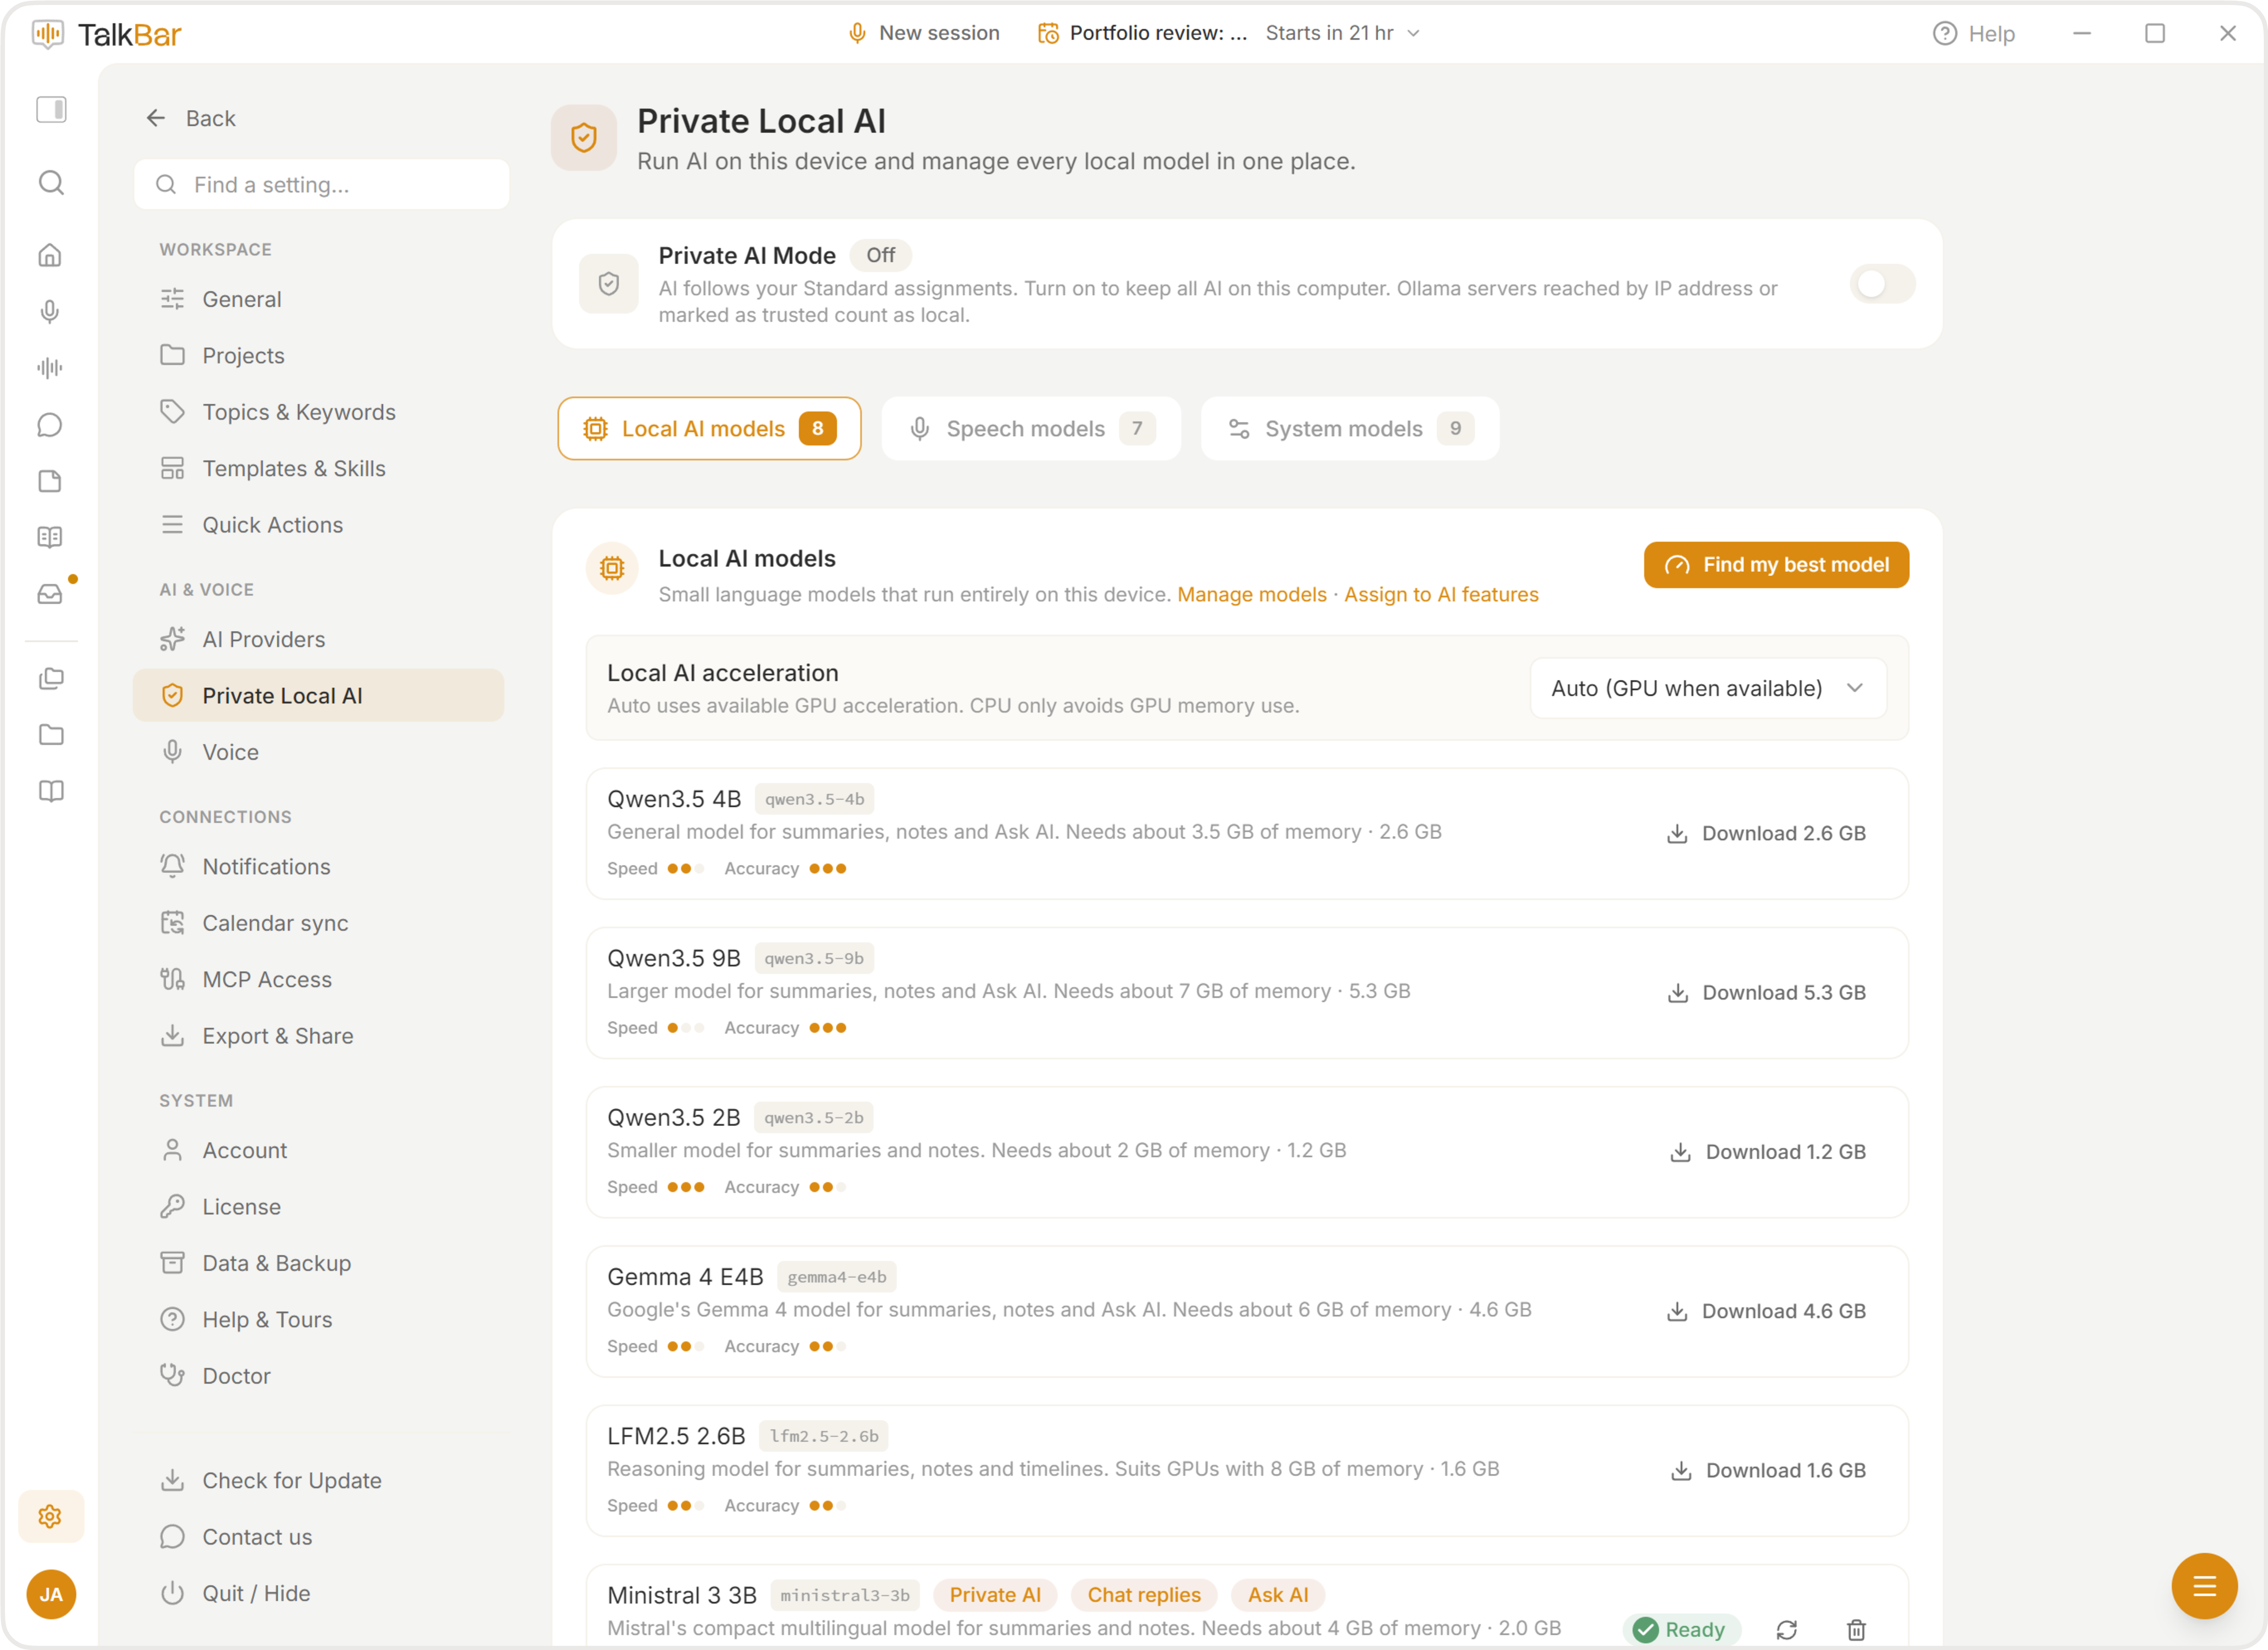 TalkBar
New session
Portfolio review: ... Starts in 21 hr
Help
Back
Find a setting...
WORKSPACE
General
Projects
Topics & Keywords
Templates & Skills
Quick Actions
AI & VOICE
AI Providers
Private Local AI
Voice
CONNECTIONS
Notifications
Calendar sync
MCP Access
Export & Share
SYSTEM
Account
License
Data & Backup
Help & Tours
Doctor
Check for Update
Contact us
Quit / Hide
JA
Private Local AI
Run AI on this device and manage every local model in one place.
Private AI Mode Off
AI follows your Standard assignments. Turn on to keep all AI on this computer. Ollama servers reached by IP address or
marked as trusted count as local.
Local AI models 8
Speech models 7
System models 9
Local AI models
Small language models that run entirely on this device. Manage models · Assign to AI features
Find my best model
Local AI acceleration
Auto uses available GPU acceleration. CPU only avoids GPU memory use.
Auto (GPU when available)
Qwen3.5 4B qwen3.5-4b
General model for summaries, notes and Ask AI. Needs about 3.5 GB of memory · 2.6 GB
Speed Accuracy
Download 2.6 GB
Qwen3.5 9B qwen3.5-9b
Larger model for summaries, notes and Ask AI. Needs about 7 GB of memory · 5.3 GB
Speed Accuracy
Download 5.3 GB
Qwen3.5 2B qwen3.5-2b
Smaller model for summaries and notes. Needs about 2 GB of memory · 1.2 GB
Speed Accuracy
Download 1.2 GB
Gemma 4 E4B gemma4-e4b
Google's Gemma 4 model for summaries, notes and Ask AI. Needs about 6 GB of memory · 4.6 GB
Speed Accuracy
Download 4.6 GB
LFM2.5 2.6B lfm2.5-2.6b
Reasoning model for summaries, notes and timelines. Suits GPUs with 8 GB of memory · 1.6 GB
Speed Accuracy
Download 1.6 GB
Ministral 3 3B ministral3-3b Private AI Chat replies Ask AI
Mistral's compact multilingual model for summaries and notes. Needs about 4 GB of memory · 2.0 GB
Ready